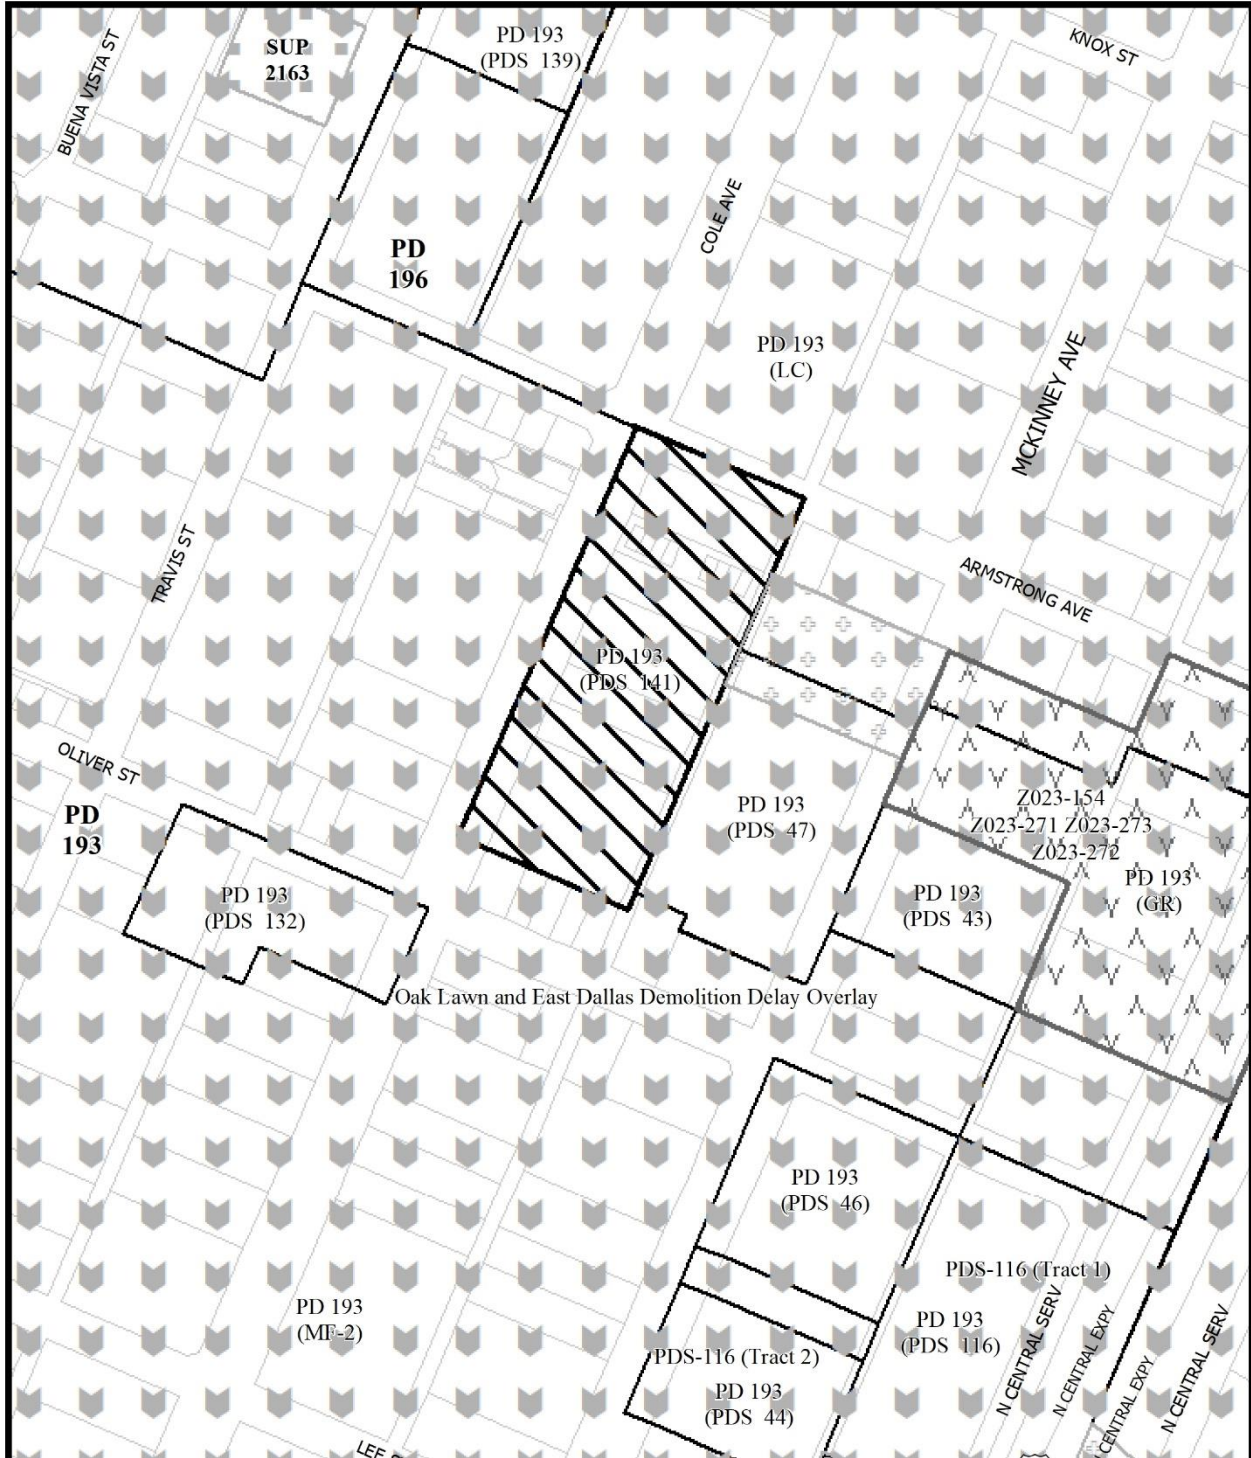 PD 193
(PDS 139)
KNOX ST
SUP
2163
BUENA VISTA ST
COLE AVE
PD
196
PD 193
(LC)
MCKINNEY AVE
TRAVIS ST
ARMSTRONG AVE
PD 193
(PDS 141)
OLIVER ST
PD
193
PD 193
(PDS 47)
Z023-154
Z023-271 Z023-273
Z023-272
PD 193
(GR)
PD 193
(PDS 132)
PD 193
(PDS 43)
Oak Lawn and East Dallas Demolition Delay Overlay
PD 193
(PDS 46)
PDS-116 (Tract 1)
PD 193
(MF-2)
PD 193
(PDS 116)
N CENTRAL SERV
N CENTRAL EXPY
N CENTRAL SERV
PDS-116 (Tract 2)
CENTRAL EXPY
PD 193
(PDS 44)
LEE